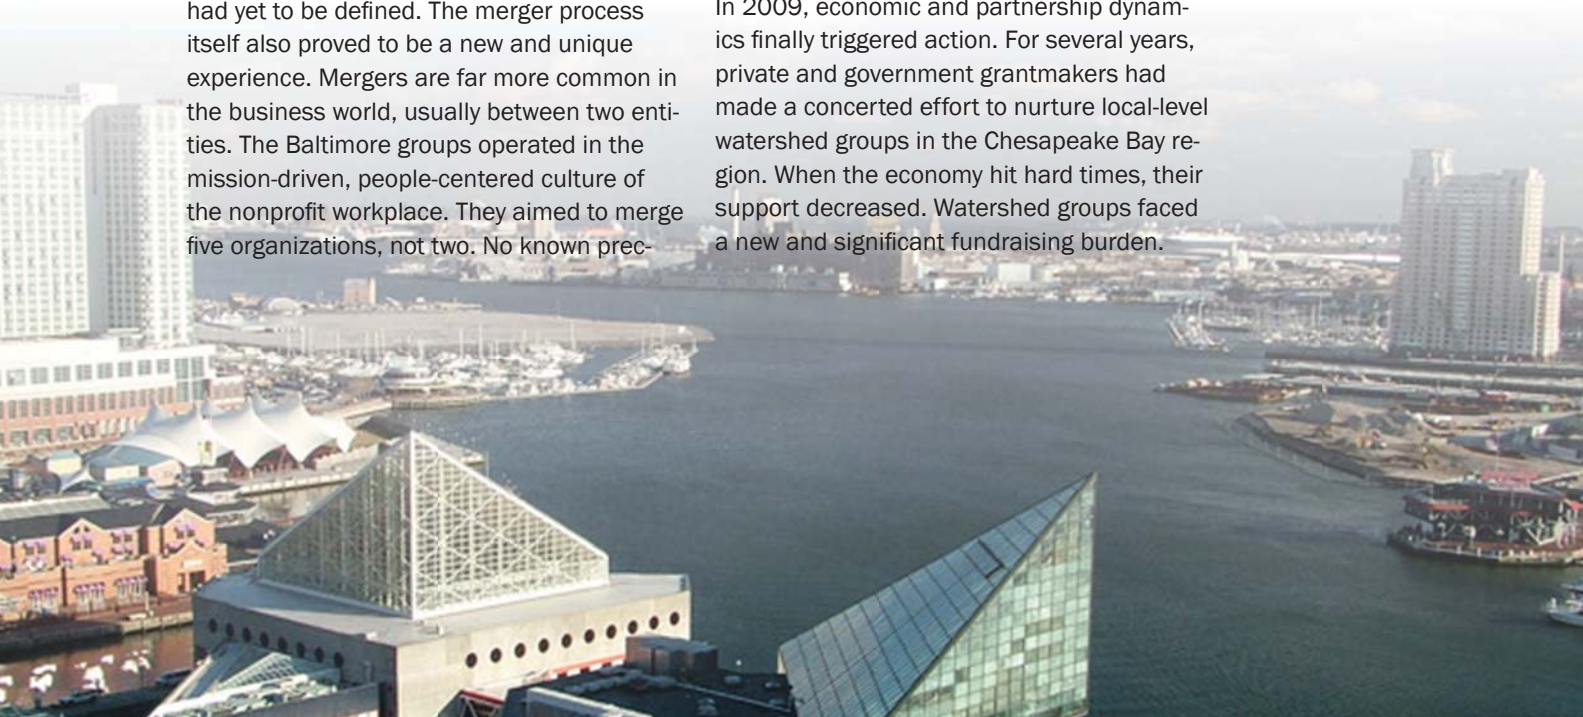 had yet to be defined. The merger process
itself also proved to be a new and unique
experience. Mergers are far more common in
the business world, usually between two enti-
ties. The Baltimore groups operated in the
mission-driven, people-centered culture of
the nonprofit workplace. They aimed to merge
five organizations, not two. No known prec-
In 2009, economic and partnership dynam-
ics finally triggered action. For several years,
private and government grantmakers had
made a concerted effort to nurture local-level
watershed groups in the Chesapeake Bay re-
gion. When the economy hit hard times, their
support decreased. Watershed groups faced
a new and significant fundraising burden.